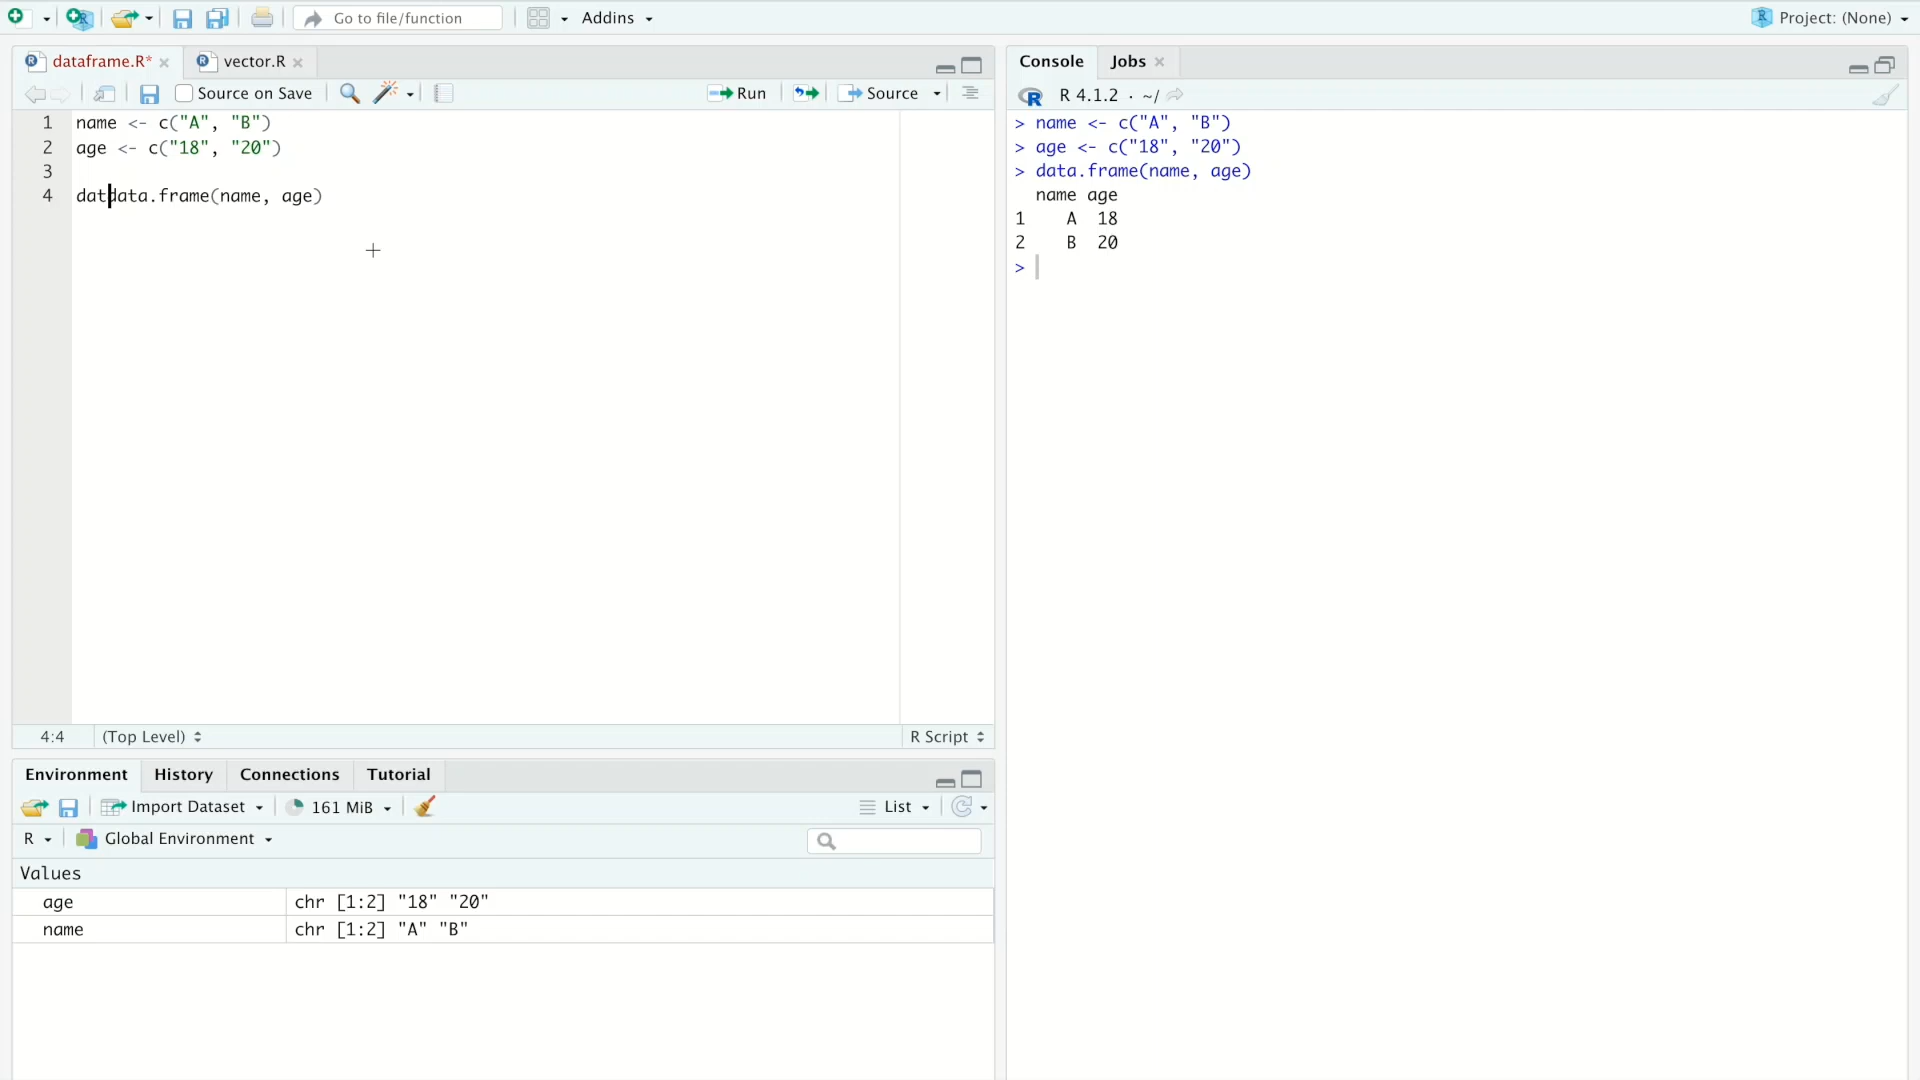 Go to file/function
Addins
Project: (None)
dataframe.R*
vector.R
Source on Save
Run
Source
1 name <- c("A", "B")
2 age <- c("18", "20")
3
4 datdata.frame(name, age)
4:4
(Top Level)
R Script
Environment
History
Connections
Tutorial
Import Dataset
161 MiB
List
R
Global Environment
Values
age chr [1:2] "18" "20"
name chr [1:2] "A" "B"
Console
Jobs
R 4.1.2 · ~/
> name <- c("A", "B")
> age <- c("18", "20")
> data.frame(name, age)
name age
1 A 18
2 B 20
>